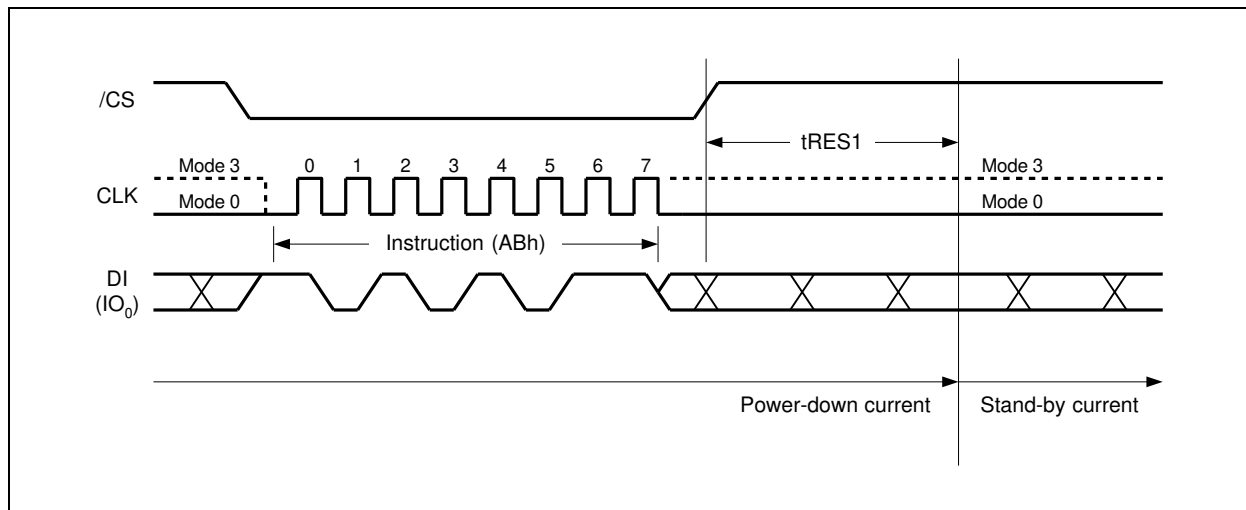 /CS
tRES1
Mode 3 0 1 2 3 4 5 6 7 Mode 3
CLK
Mode 0 Mode 0
Instruction (ABh)
DI
(IO₀)
Power-down current Stand-by current